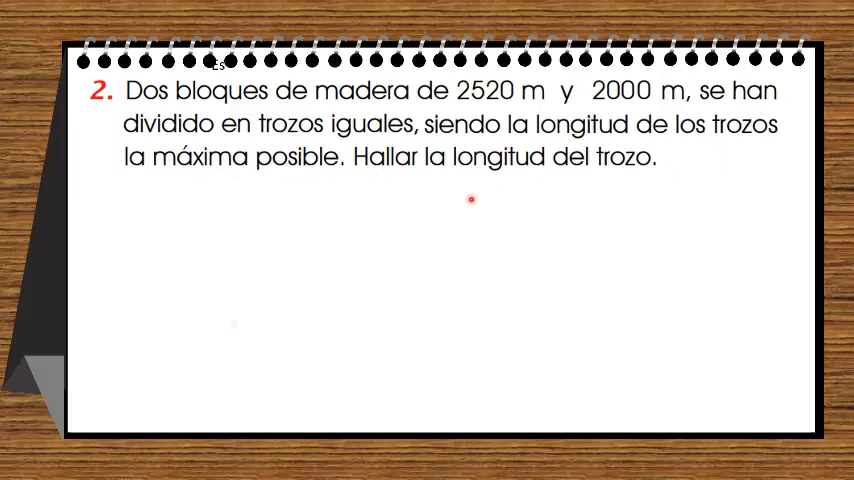 Es
2. Dos bloques de madera de 2520 m y 2000 m, se han
dividido en trozos iguales, siendo la longitud de los trozos
la máxima posible. Hallar la longitud del trozo.